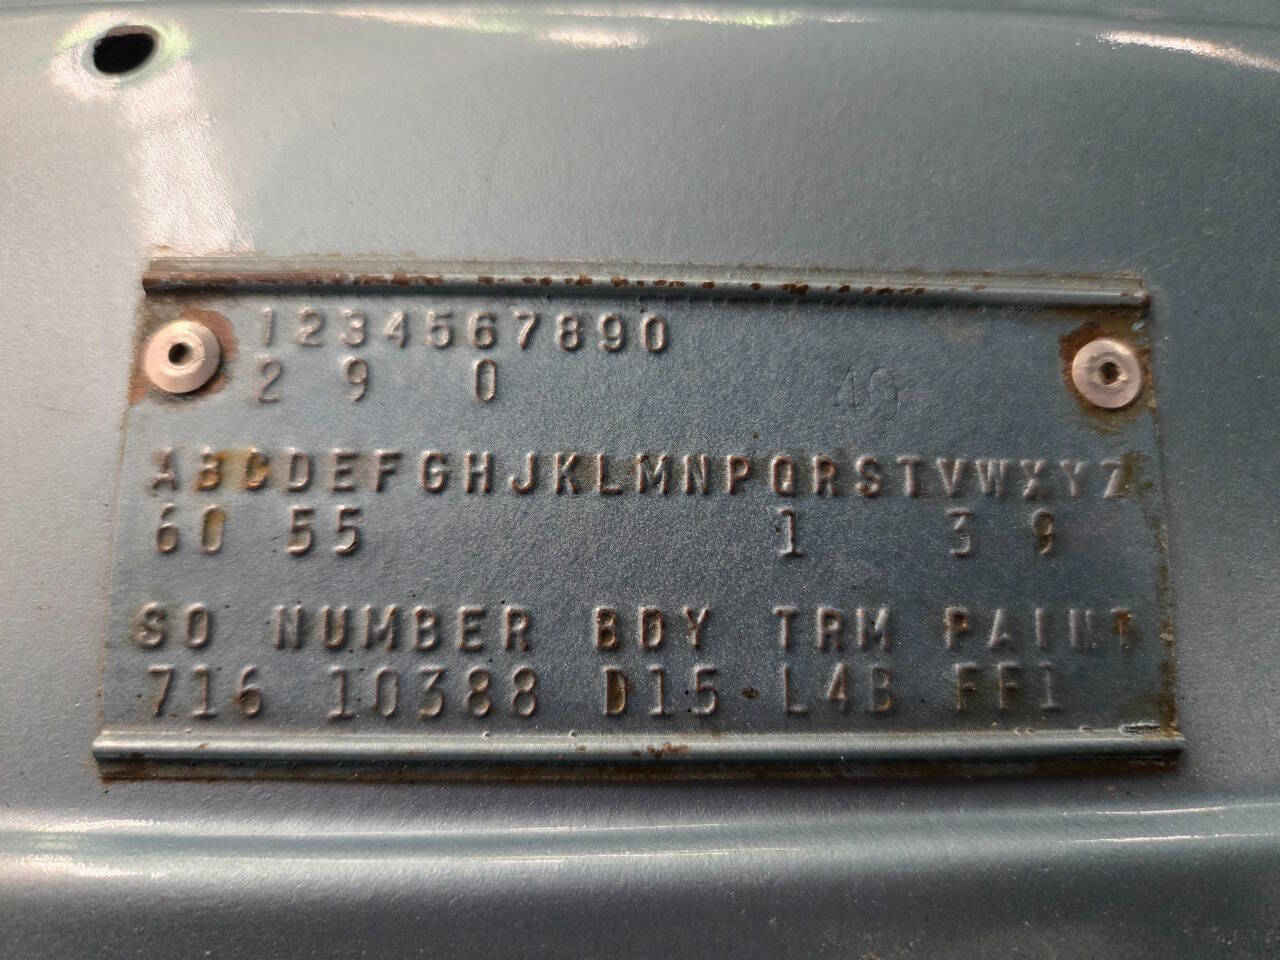 1234567890
2 9 0 49
ABCDEFGHJKLMNPQRSTVWXYZ
60 55 1 3 9
SO NUMBER BDY TRM PAINT
716 10388 D15 L4B FF1